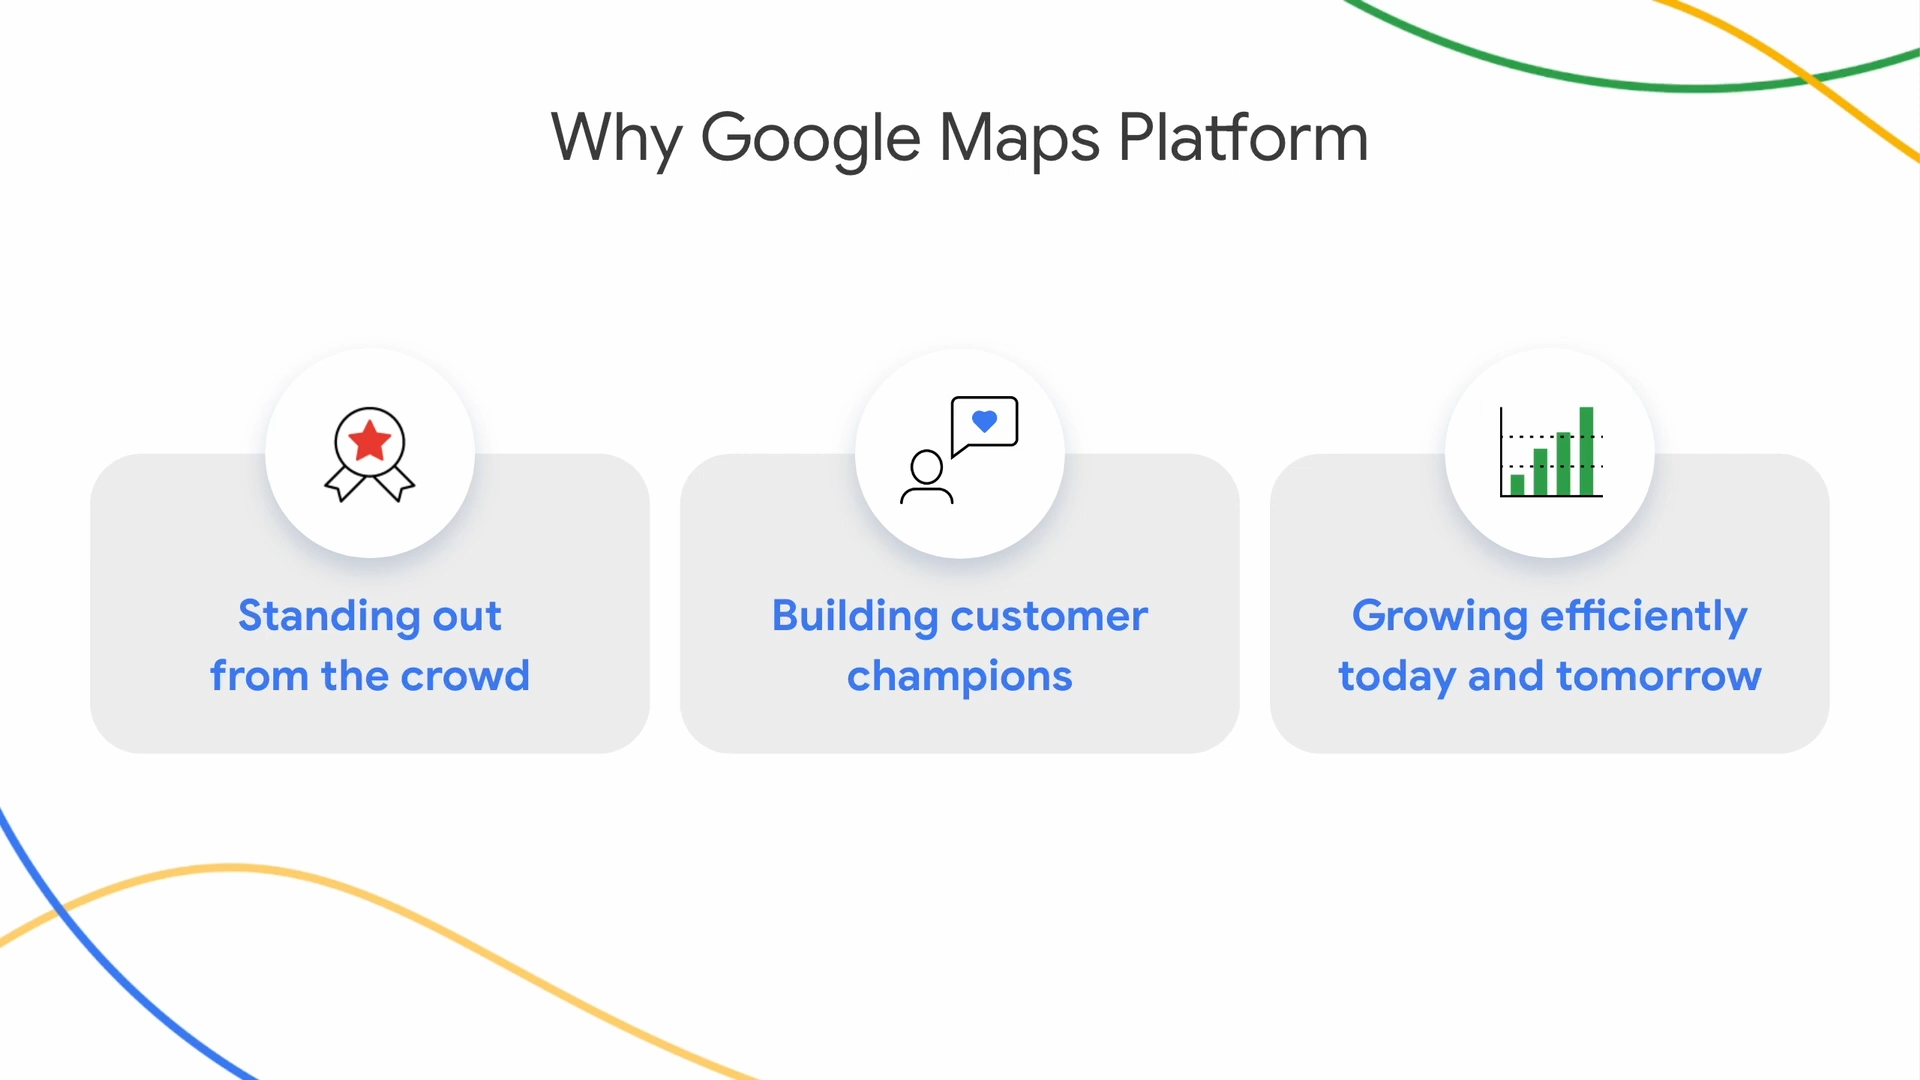 Why Google Maps Platform
Standing out
from the crowd
Building customer
champions
Growing efficiently
today and tomorrow